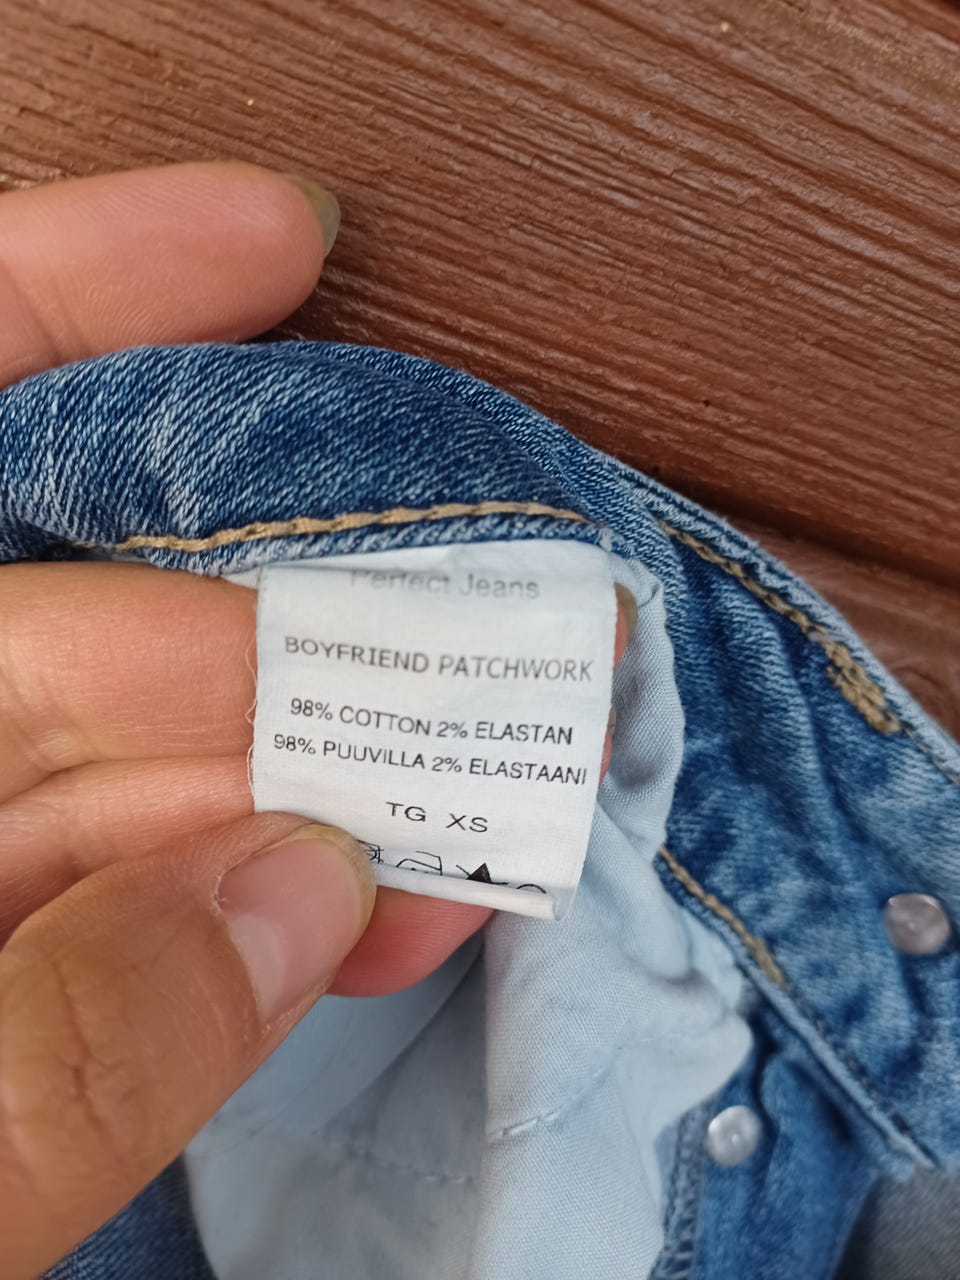 Perfect Jeans
BOYFRIEND PATCHWORK
98% COTTON 2% ELASTAN
98% PUUVILLA 2% ELASTAANI
TG XS